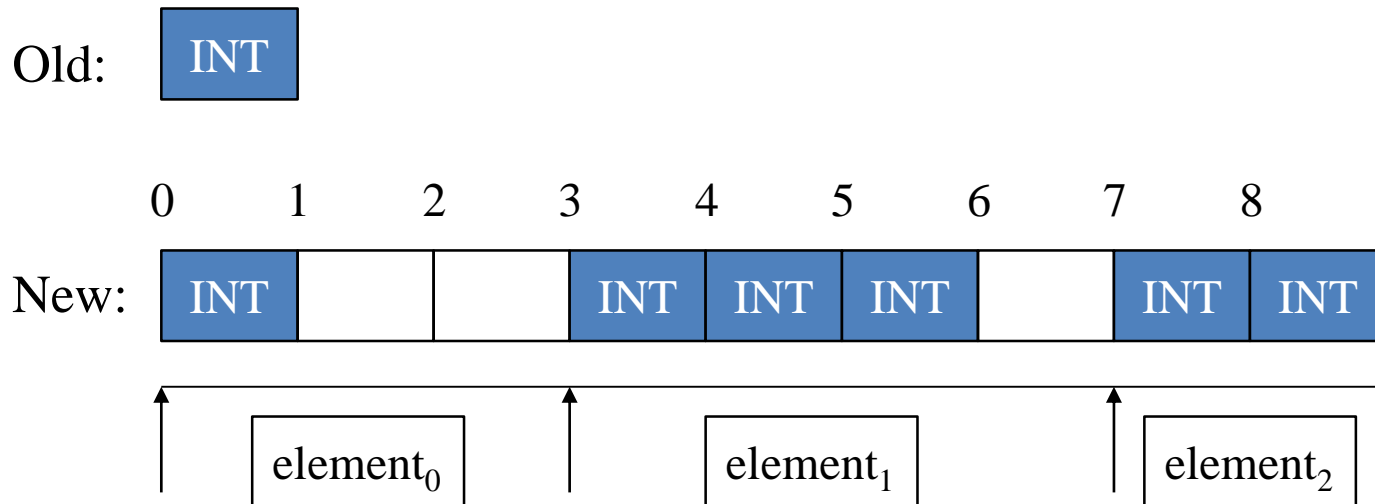 Old: INT
0 1 2 3 4 5 6 7 8
New: INT INT INT INT INT INT
element₀ element₁ element₂